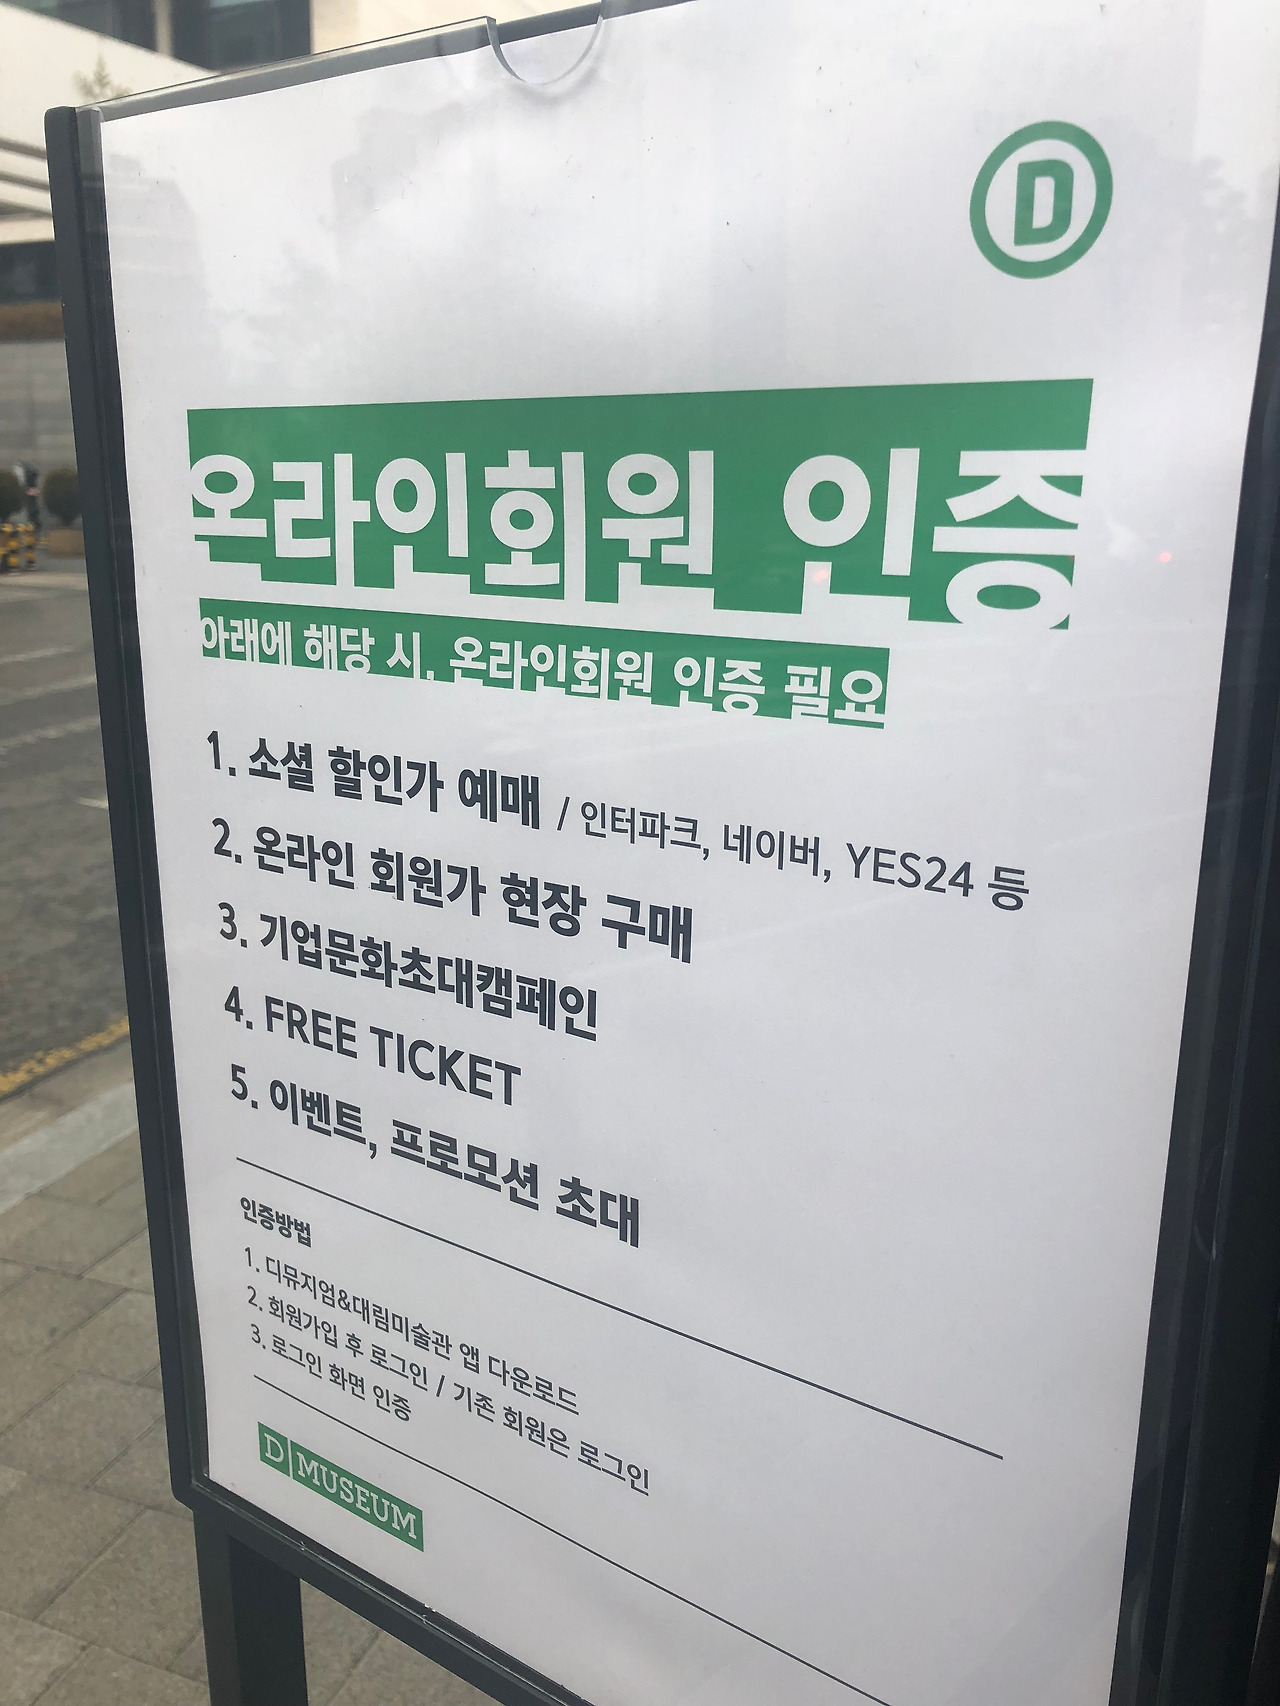 D
온라인회원 인증
아래에 해당 시, 온라인회원 인증 필요
1. 소셜 할인가 예매 / 인터파크, 네이버, YES24 등
2. 온라인 회원가 현장 구매
3. 기업문화초대캠페인
4. FREE TICKET
5. 이벤트, 프로모션 초대
인증방법
1. 디뮤지엄&대림미술관 앱 다운로드
2. 회원가입 후 로그인 / 기존 회원은 로그인
3. 로그인 화면 인증
D|MUSEUM